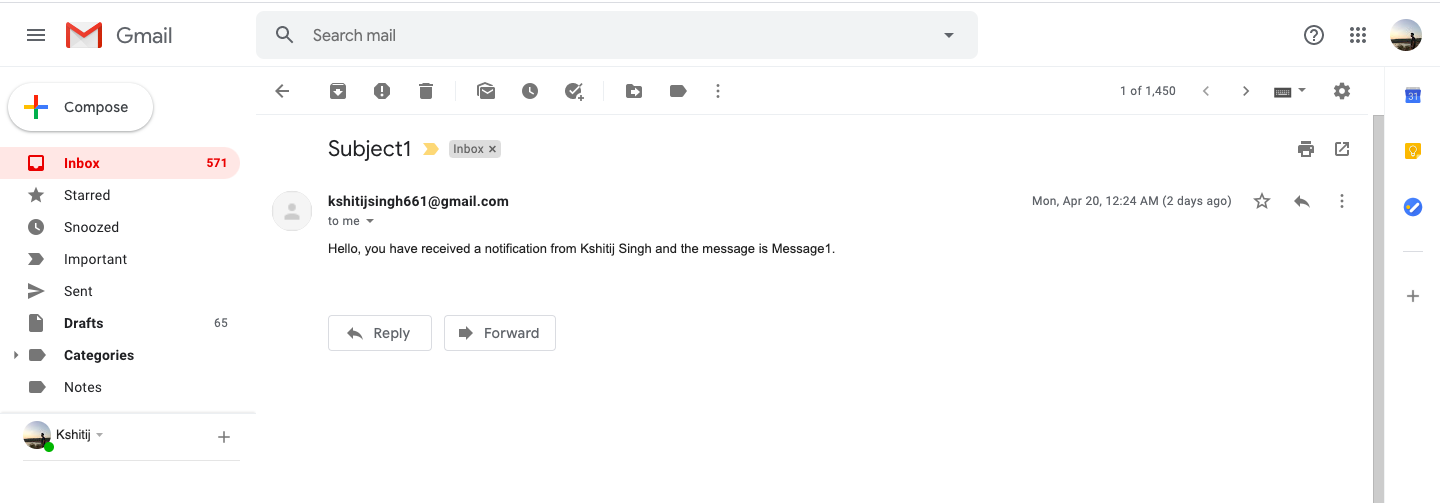 Gmail
Search mail
Compose
1 of 1,450
31
Inbox 571
Starred
Snoozed
Important
Sent
Drafts 65
Categories
Notes
Kshitij
Subject1 Inbox ×
kshitijsingh661@gmail.com Mon, Apr 20, 12:24 AM (2 days ago)
to me
Hello, you have received a notification from Kshitij Singh and the message is Message1.
Reply Forward